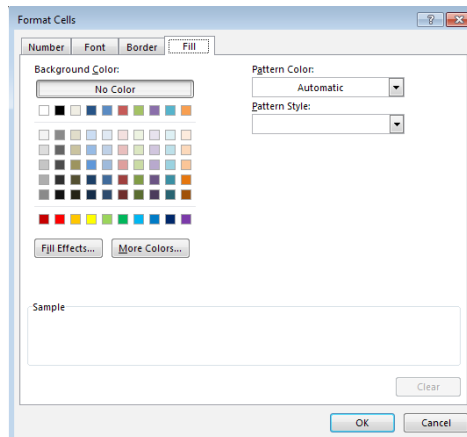 Format Cells
Number Font Border Fill
Background Color:
No Color
Pattern Color:
Automatic
Pattern Style:
Fill Effects... More Colors...
Sample
Clear
OK Cancel